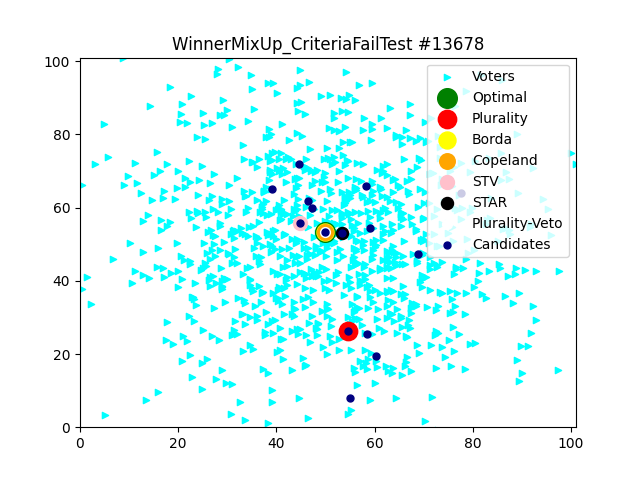 WinnerMixUp_CriteriaFailTest #13678
Voters
Optimal
Plurality
Borda
Copeland
STV
STAR
Plurality-Veto
Candidates
100
80
60
40
20
0
0 20 40 60 80 100